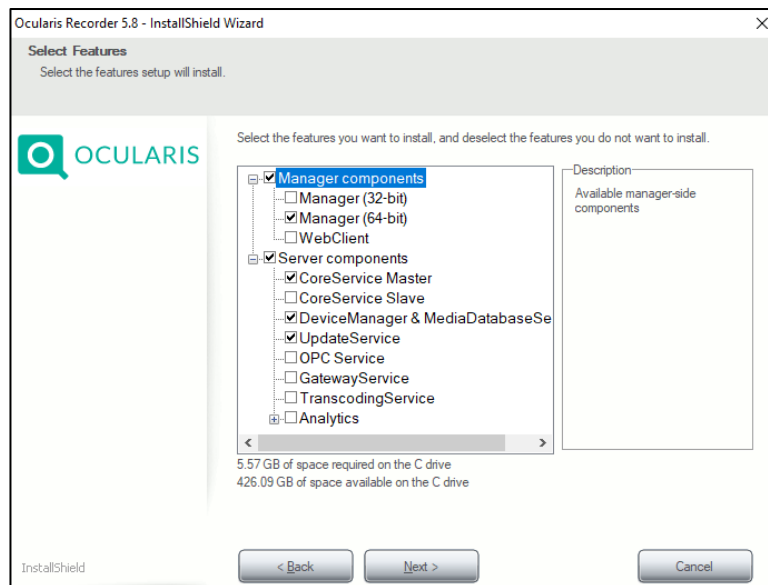 Ocularis Recorder 5.8 - InstallShield Wizard
Select Features
Select the features setup will install.
OCULARIS
Select the features you want to install, and deselect the features you do not want to install.
Manager components
Manager (32-bit)
Manager (64-bit)
WebClient
Server components
CoreService Master
CoreService Slave
DeviceManager & MediaDatabaseSe
UpdateService
OPC Service
GatewayService
TranscodingService
Analytics
Description
Available manager-side
components
5.57 GB of space required on the C drive
426.09 GB of space available on the C drive
InstallShield
< Back
Next >
Cancel